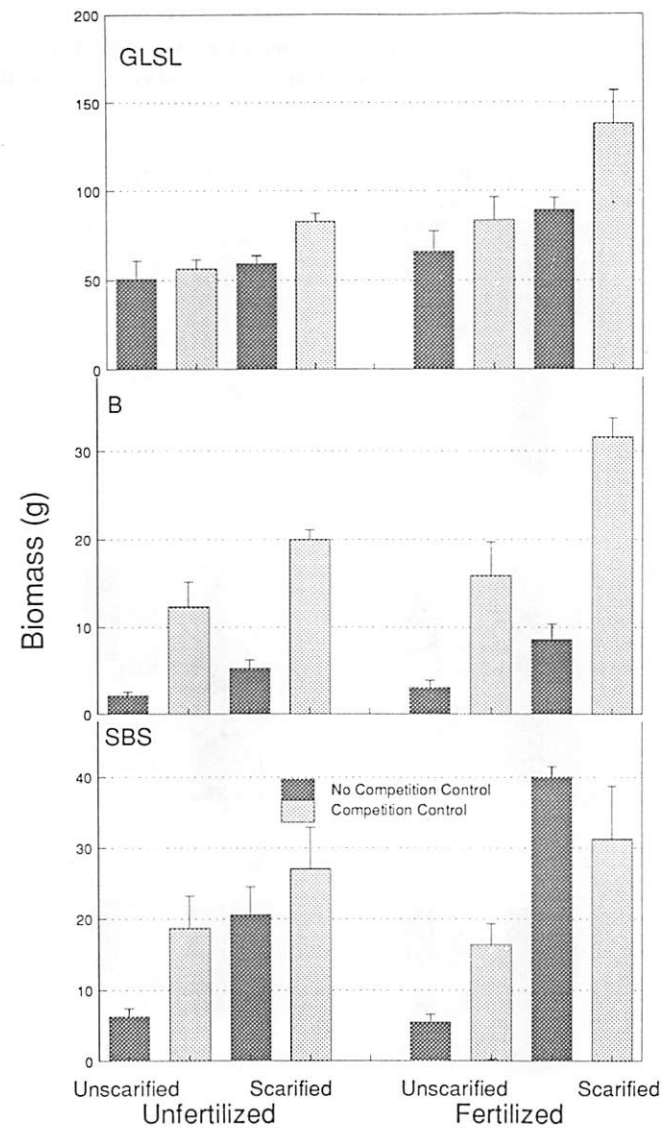 200
GLSL
150
100
50
0
B
30
20
10
0
Biomass (g)
SBS
No Competition Control
Competition Control
40
30
20
10
0
Unscarified Scarified Unscarified Scarified
Unfertilized Fertilized